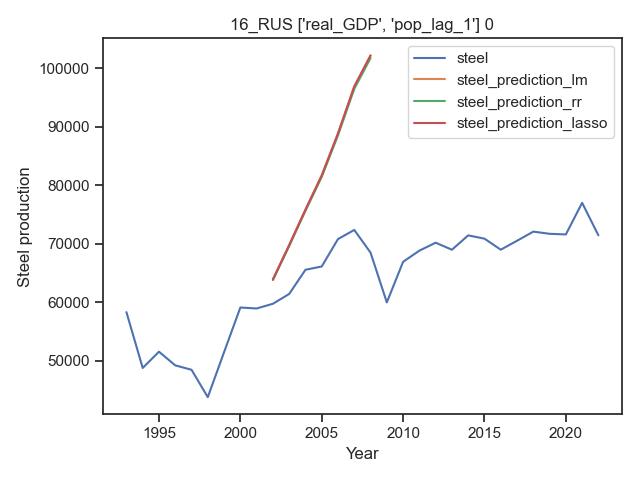 16_RUS ['real_GDP', 'pop_lag_1'] 0
steel
steel_prediction_lm
steel_prediction_rr
steel_prediction_lasso
100000
90000
80000
70000
60000
50000
Steel production
1995
2000
2005
2010
2015
2020
Year